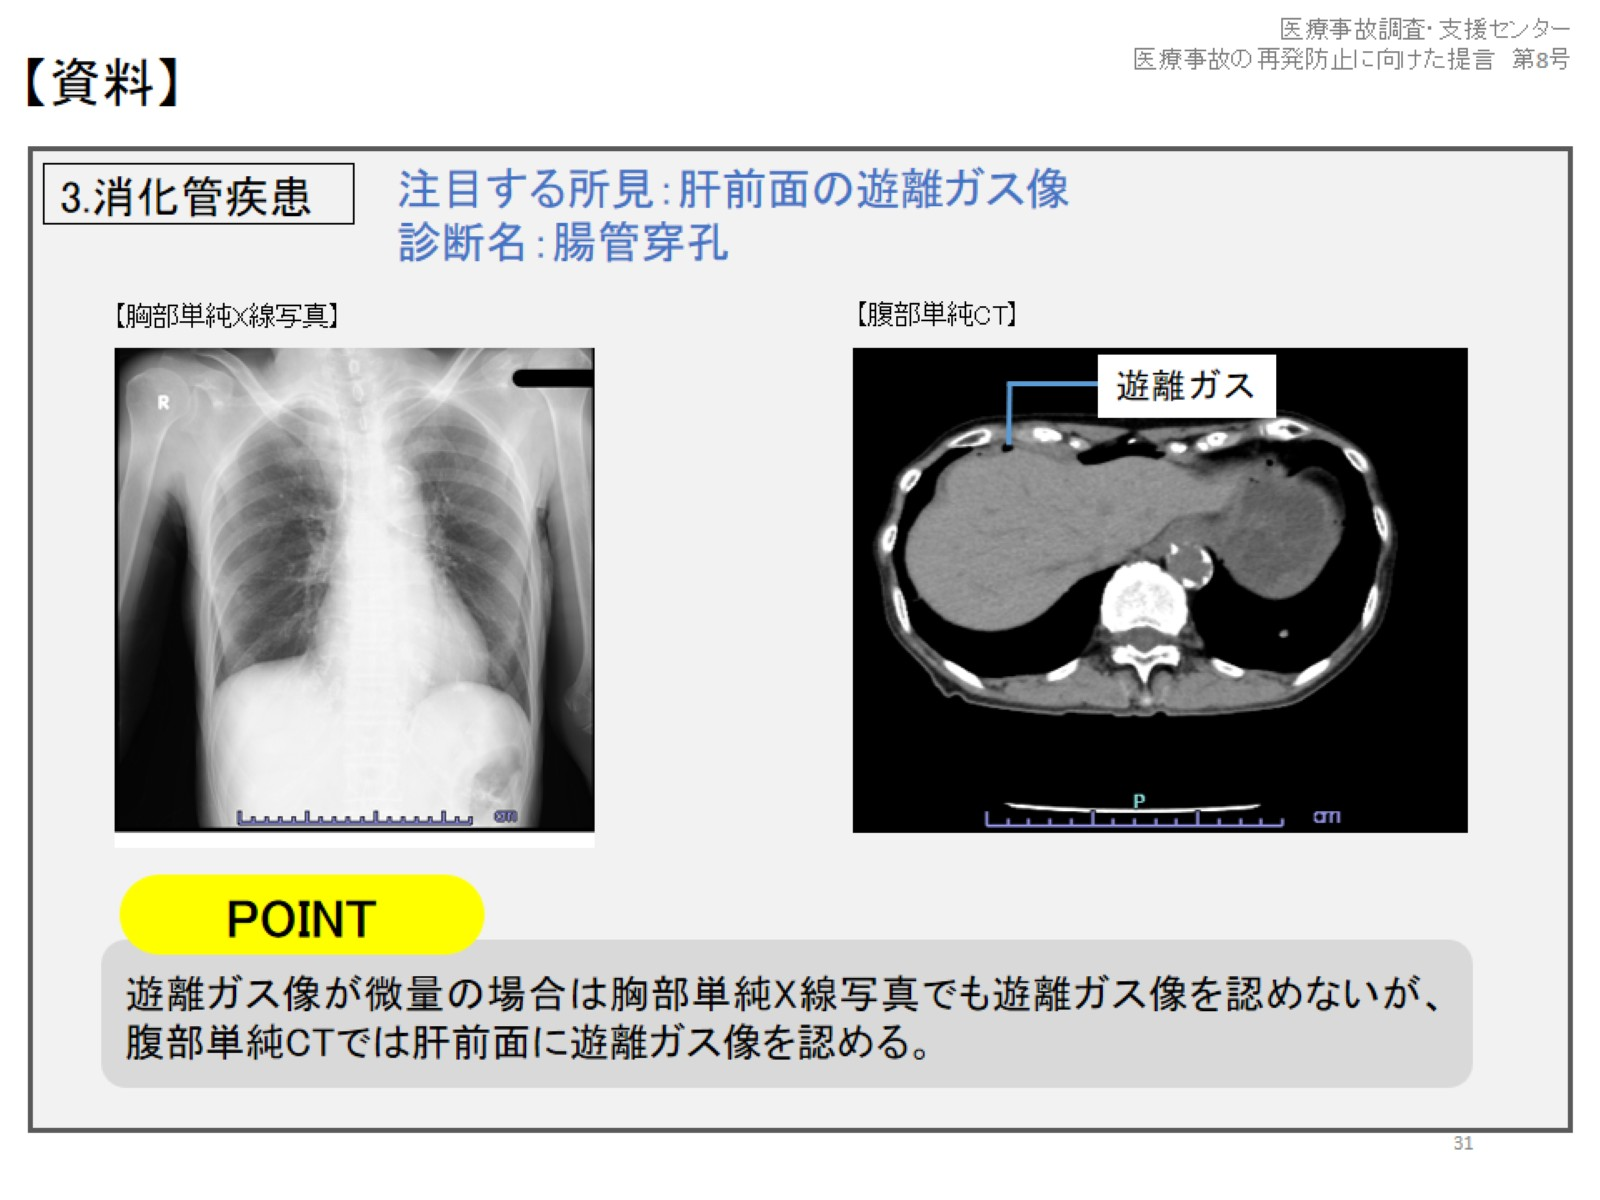 医療事故調査・支援センター
医療事故の再発防止に向けた提言　第8号
【資料】
3.消化管疾患
注目する所見：肝前面の遊離ガス像
診断名：腸管穿孔
【胸部単純X線写真】
【腹部単純CT】
R
cm
遊離ガス
P
cm
POINT
遊離ガス像が微量の場合は胸部単純X線写真でも遊離ガス像を認めないが、
腹部単純CTでは肝前面に遊離ガス像を認める。
31